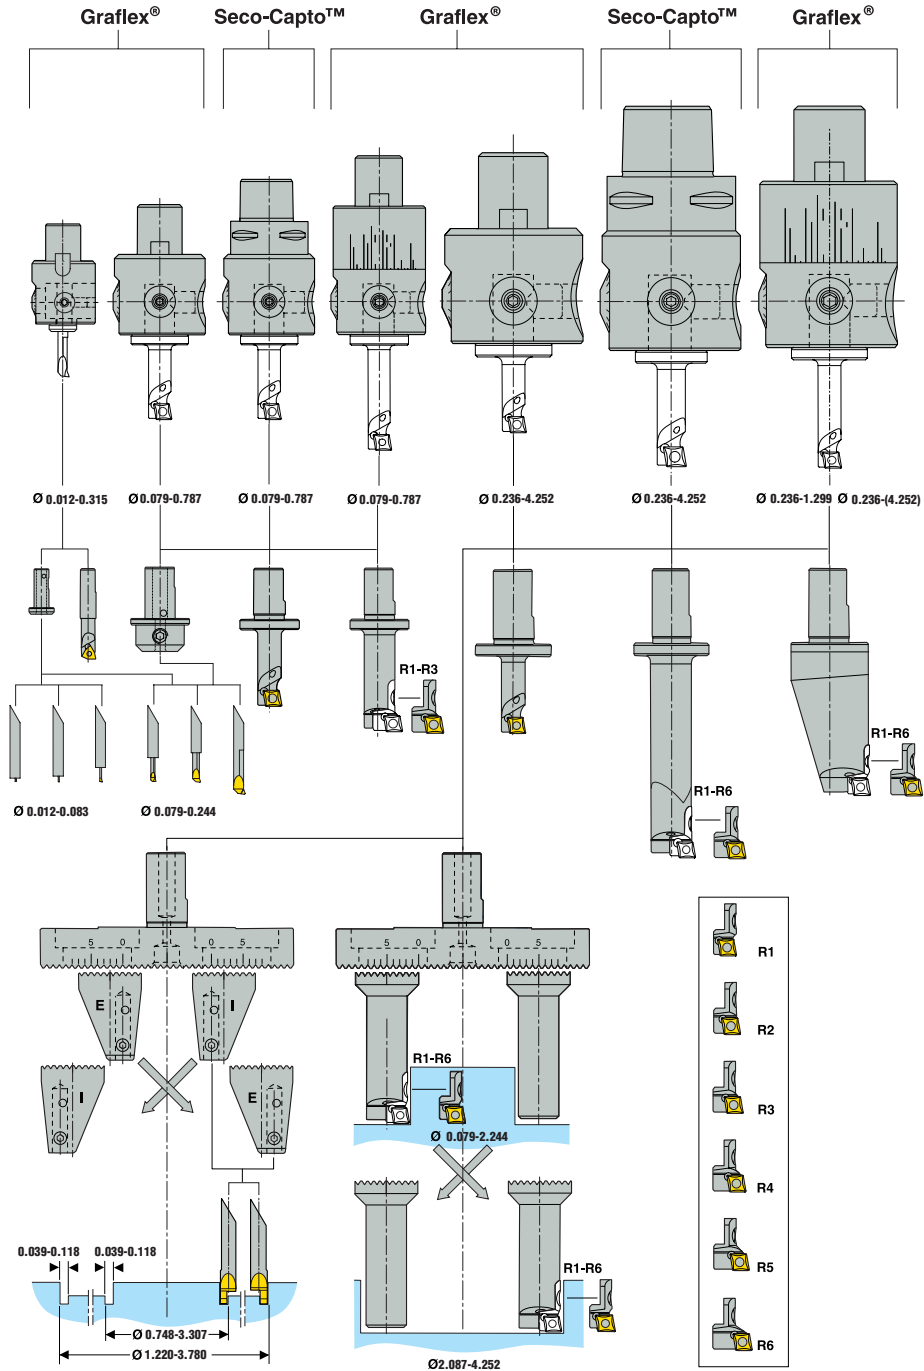 Graflex®
Seco-Capto™
Graflex®
Seco-Capto™
Graflex®
Ø 0.012-0.315
Ø 0.079-0.787
Ø 0.079-0.787
Ø 0.079-0.787
Ø 0.236-4.252
Ø 0.236-4.252
Ø 0.236-1.299
Ø 0.236-(4.252)
R1-R3
R1-R6
R1-R6
Ø 0.012-0.083
Ø 0.079-0.244
5 0 0 5
5 0 0 5
E I
I E
R1-R6
Ø 0.079-2.244
R1
R2
R3
R4
R5
R6
0.039-0.118
0.039-0.118
R1-R6
Ø 0.748-3.307
Ø 1.220-3.780
Ø2.087-4.252